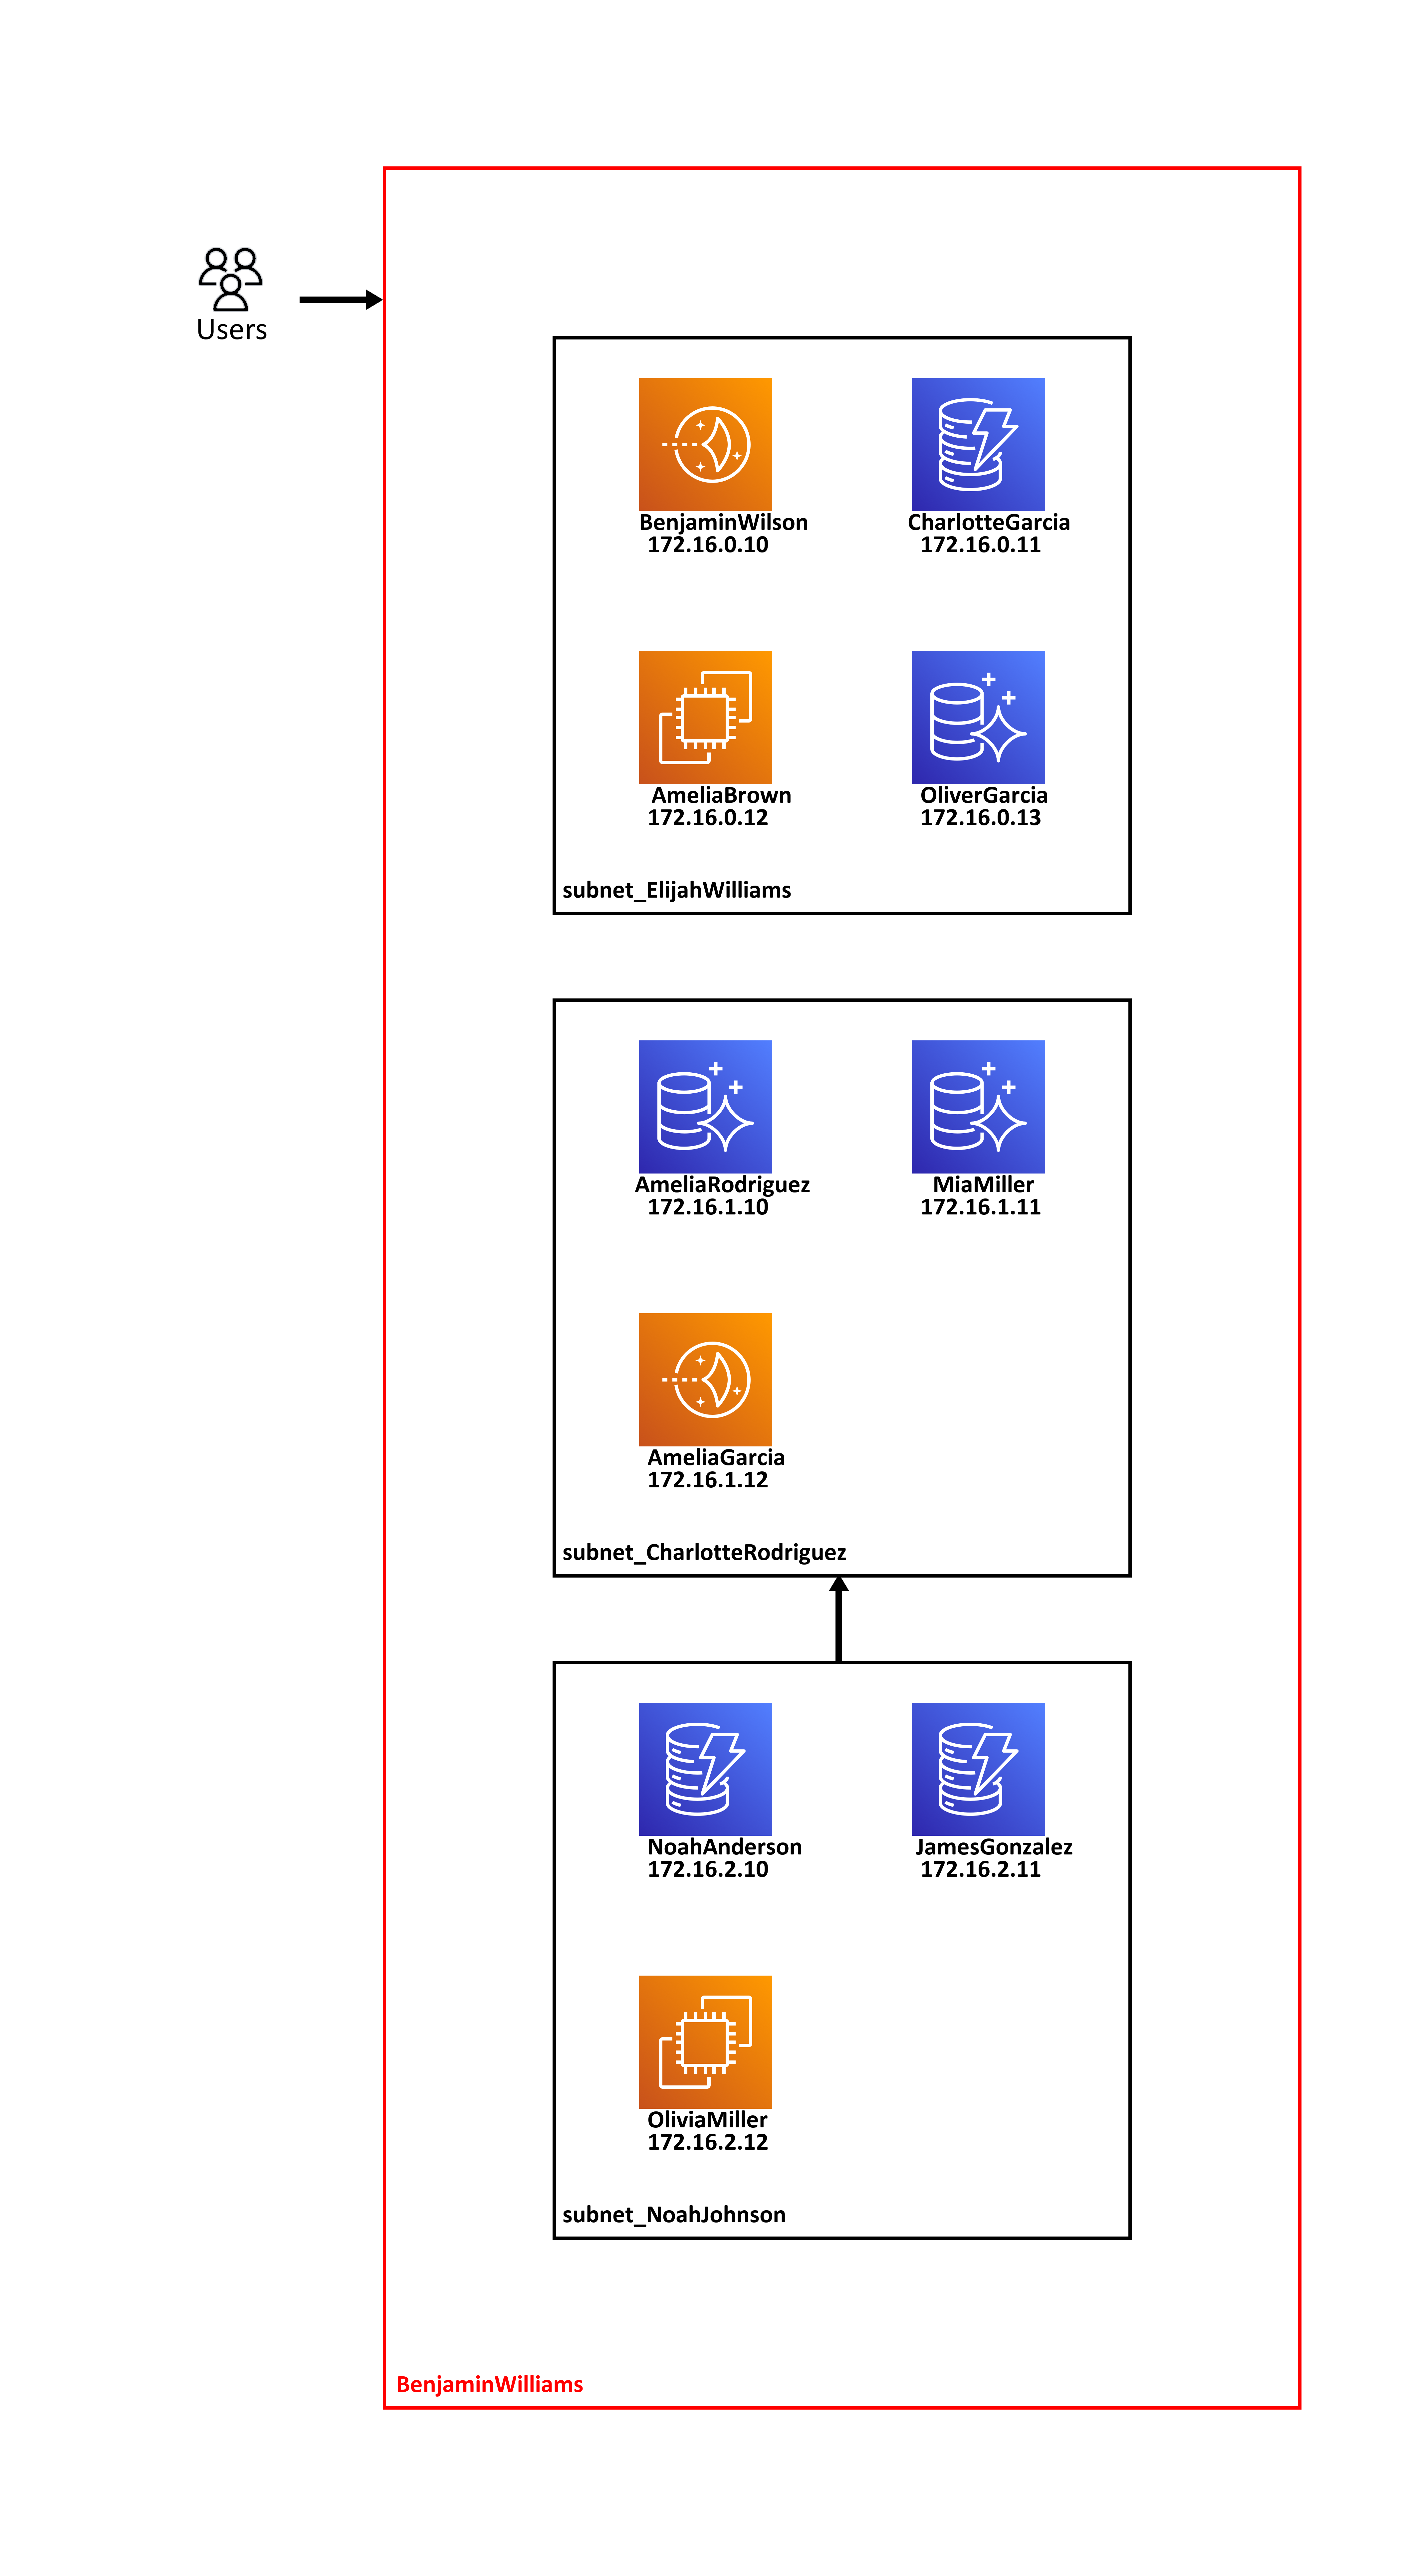 Users
BenjaminWilson
172.16.0.10
CharlotteGarcia
172.16.0.11
AmeliaBrown
172.16.0.12
OliverGarcia
172.16.0.13
subnet_ElijahWilliams
AmeliaRodriguez
172.16.1.10
MiaMiller
172.16.1.11
AmeliaGarcia
172.16.1.12
subnet_CharlotteRodriguez
NoahAnderson
172.16.2.10
JamesGonzalez
172.16.2.11
OliviaMiller
172.16.2.12
subnet_NoahJohnson
BenjaminWilliams